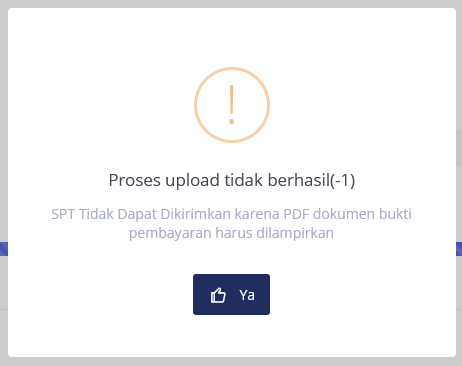 Proses upload tidak berhasil(-1)
SPT Tidak Dapat Dikirimkan karena PDF dokumen bukti
pembayaran harus dilampirkan
Ya